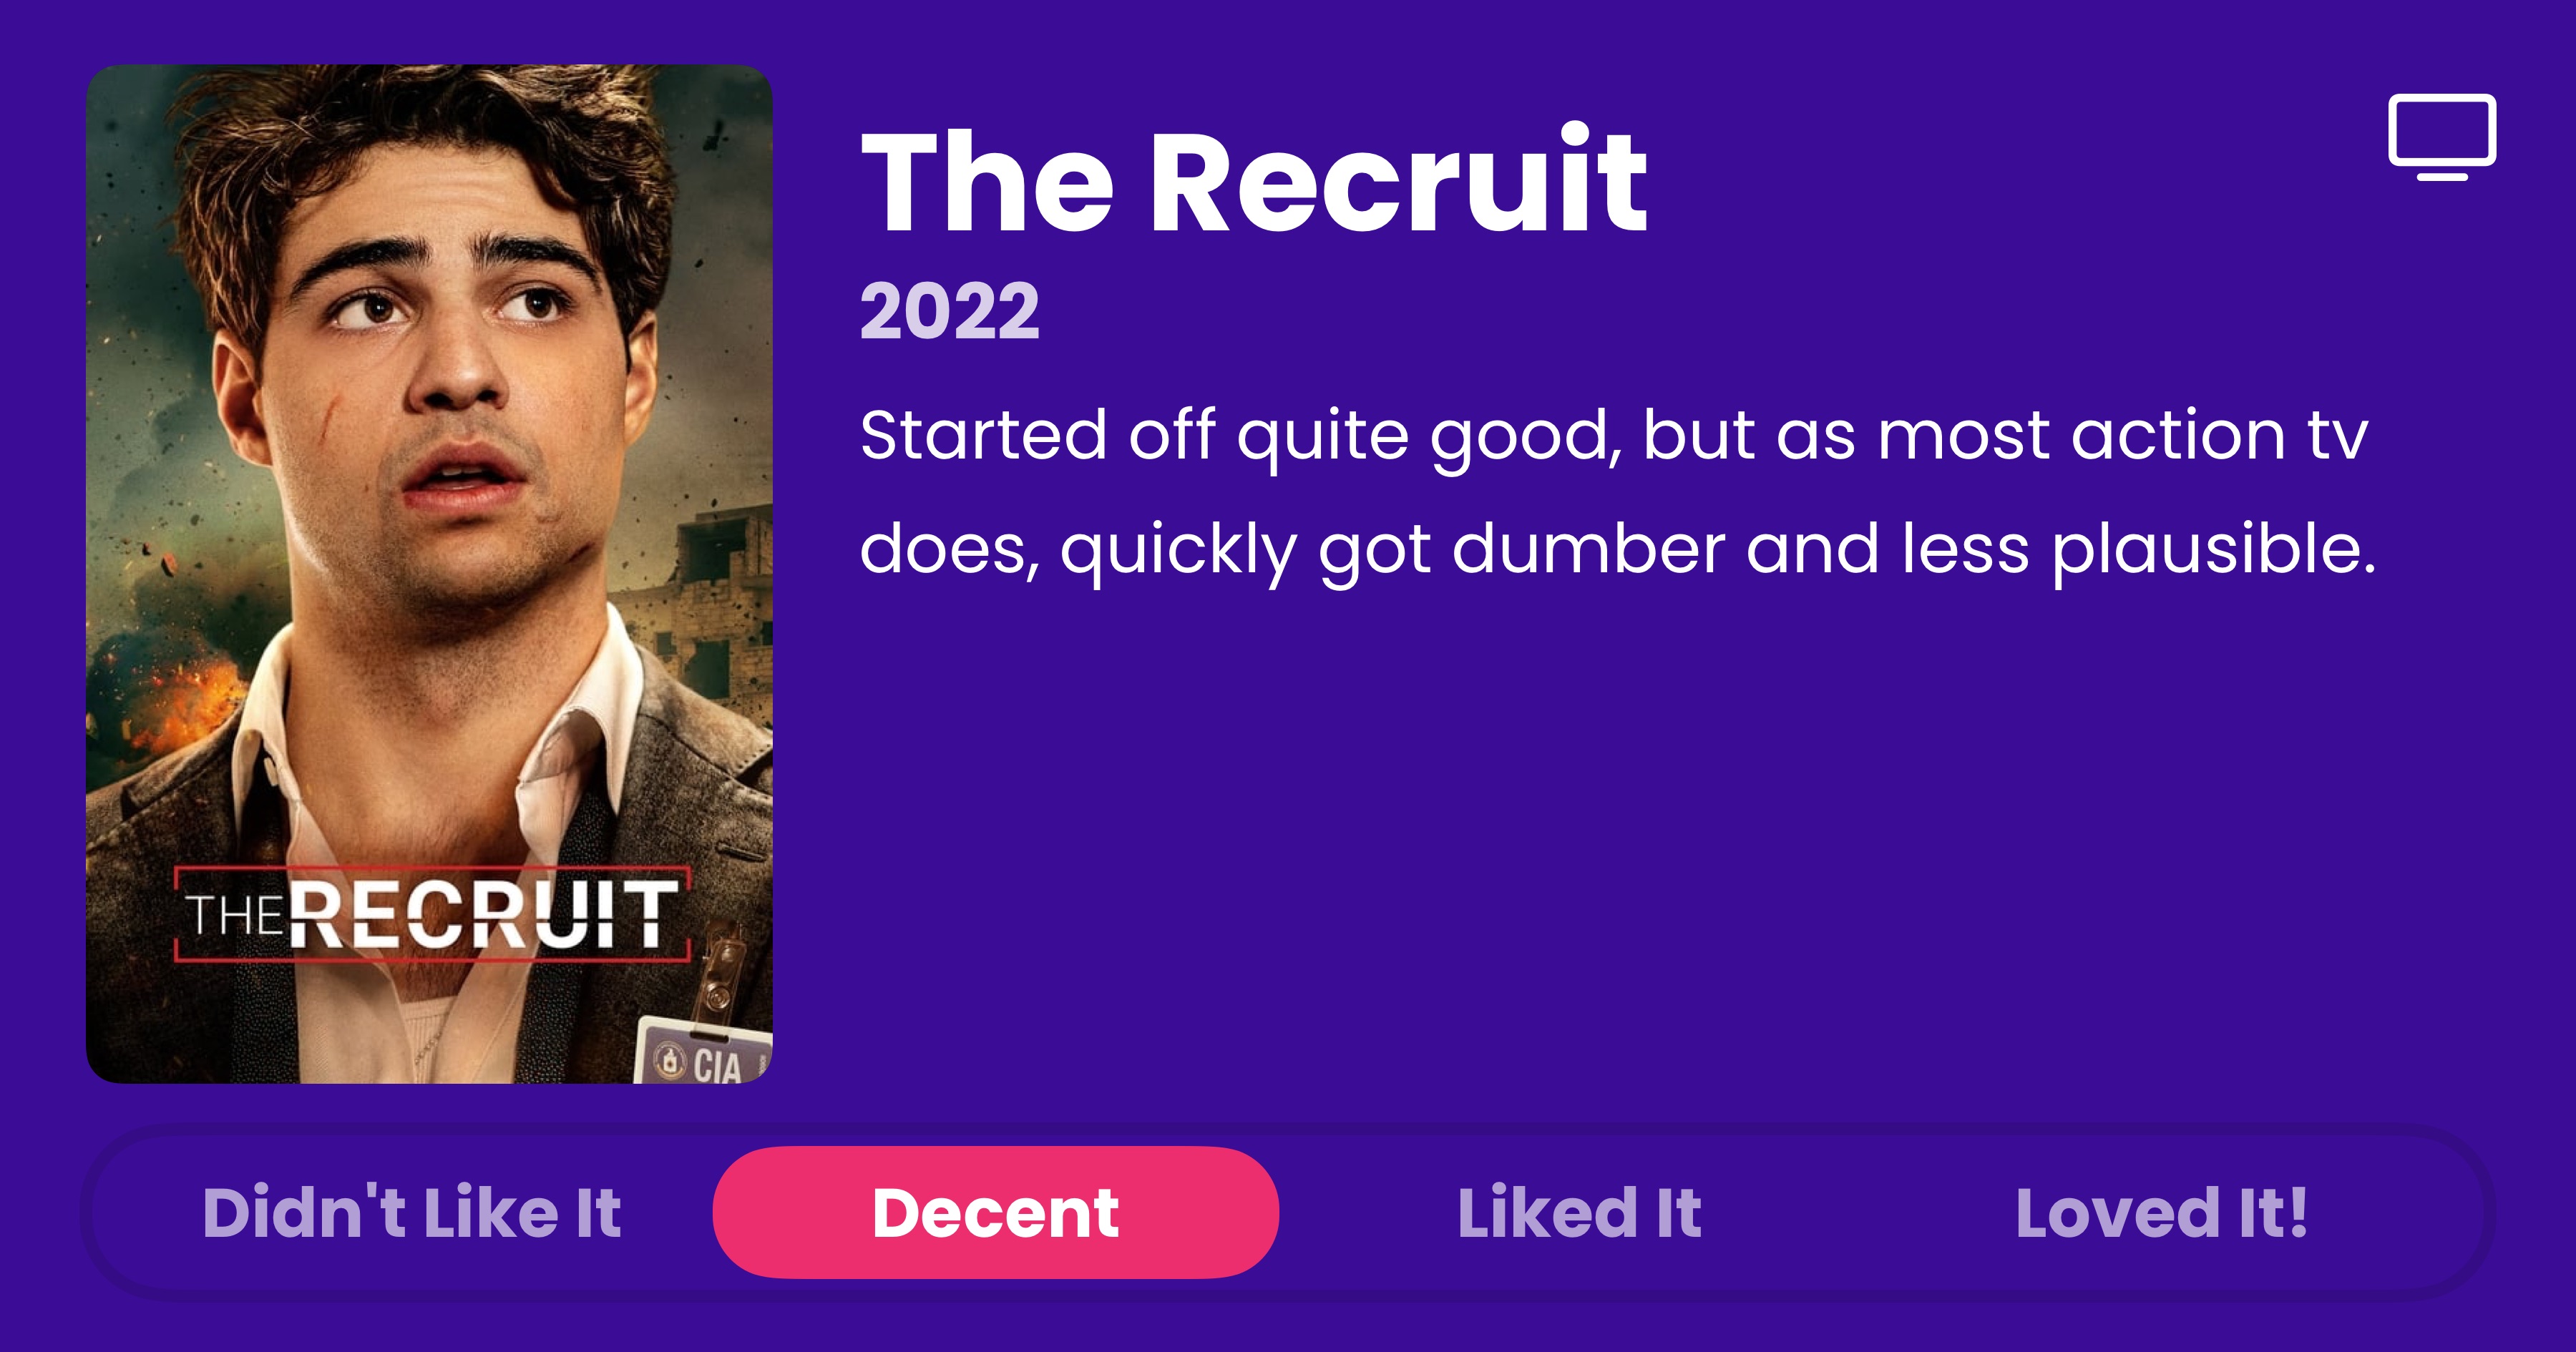 The Recruit
2022
Started off quite good, but as most action tv
does, quickly got dumber and less plausible.
THE RECRUIT
CIA
Didn't Like It
Decent
Liked It
Loved It!